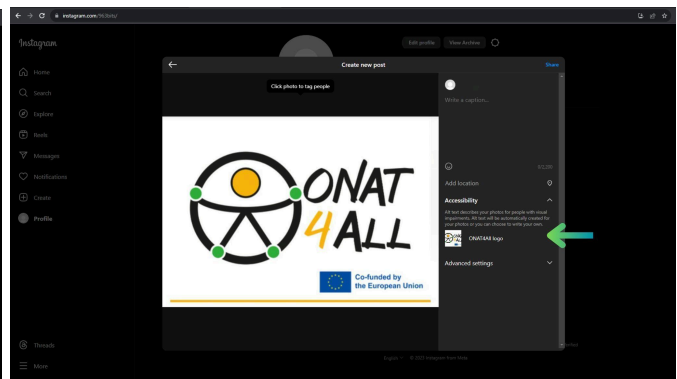 instagram.com/
Instagram
Edit profile
View Archive
Create new post
Share
Home
Search
Explore
Reels
Messages
Notifications
Create
Profile
Threads
More
Click photo to tag people
ONAT
4 ALL
Co-funded by
the European Union
Write a caption...
Add location
Accessibility
Alt text describes your photos for people with visual
impairments. Alt text will be automatically created for
your photos or you can choose to write your own.
ONAT4All logo
Advanced settings
English
© 2023 Instagram from Meta